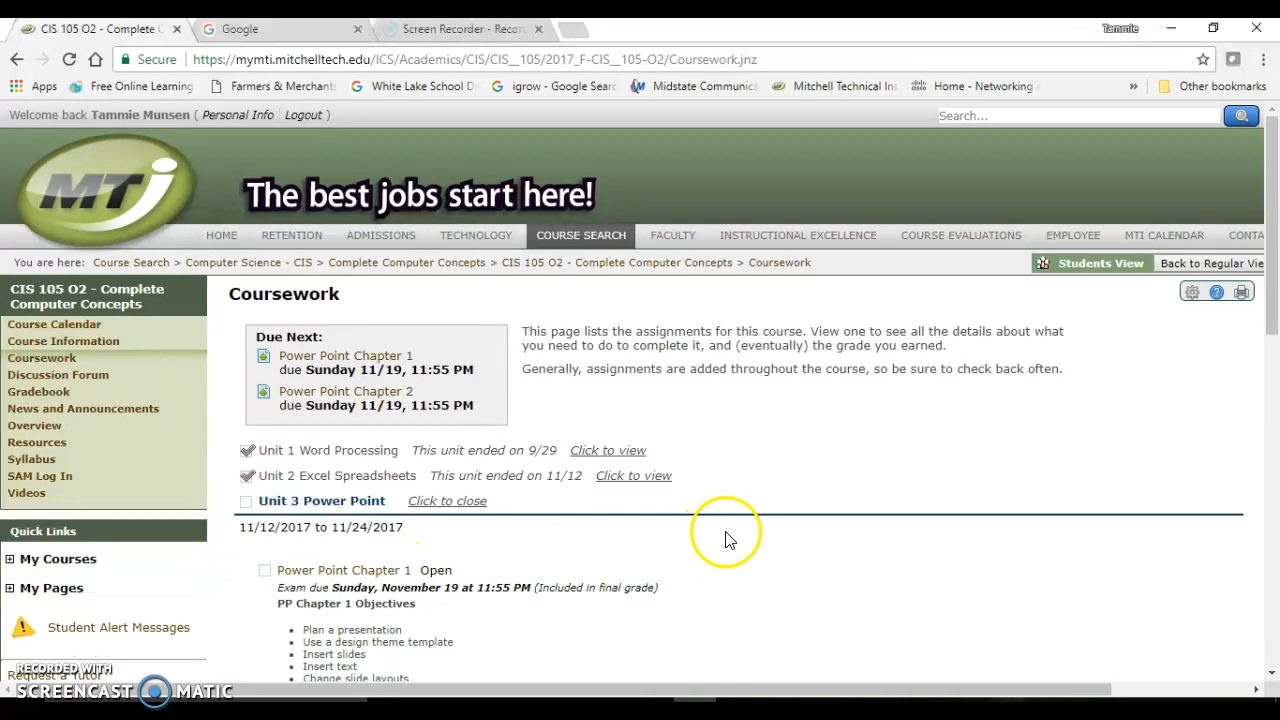 CIS 105 O2 - Complete C
Google
Screen Recorder - Record
Tammie
Secure https://mymti.mitchelltech.edu/ICS/Academics/CIS/CIS__105/2017_F-CIS__105-O2/Coursework.jnz
Apps Free Online Learning Farmers & Merchant White Lake School D igrow - Google Sear Midstate Communica Mitchell Technical Ins Home - Networking » Other bookmarks
Welcome back Tammie Munsen ( Personal Info Logout )
Search...
MTi
The best jobs start here!
HOME RETENTION ADMISSIONS TECHNOLOGY COURSE SEARCH FACULTY INSTRUCTIONAL EXCELLENCE COURSE EVALUATIONS EMPLOYEE MTI CALENDAR CONTA
You are here: Course Search > Computer Science - CIS > Complete Computer Concepts > CIS 105 O2 - Complete Computer Concepts > Coursework
Students View Back to Regular Vie
CIS 105 O2 - Complete
Computer Concepts
Course Calendar
Course Information
Coursework
Discussion Forum
Gradebook
News and Announcements
Overview
Resources
Syllabus
SAM Log In
Videos
Quick Links
My Courses
My Pages
Student Alert Messages
Request a Tutor
Coursework
Due Next:
Power Point Chapter 1
due Sunday 11/19, 11:55 PM
Power Point Chapter 2
due Sunday 11/19, 11:55 PM
This page lists the assignments for this course. View one to see all the details about what
you need to do to complete it, and (eventually) the grade you earned.
Generally, assignments are added throughout the course, so be sure to check back often.
Unit 1 Word Processing This unit ended on 9/29 Click to view
Unit 2 Excel Spreadsheets This unit ended on 11/12 Click to view
Unit 3 Power Point Click to close
11/12/2017 to 11/24/2017
Power Point Chapter 1 Open
Exam due Sunday, November 19 at 11:55 PM (Included in final grade)
PP Chapter 1 Objectives
• Plan a presentation
• Use a design theme template
• Insert slides
• Insert text
• Change slide layouts
RECORDED WITH
SCREENCAST MATIC